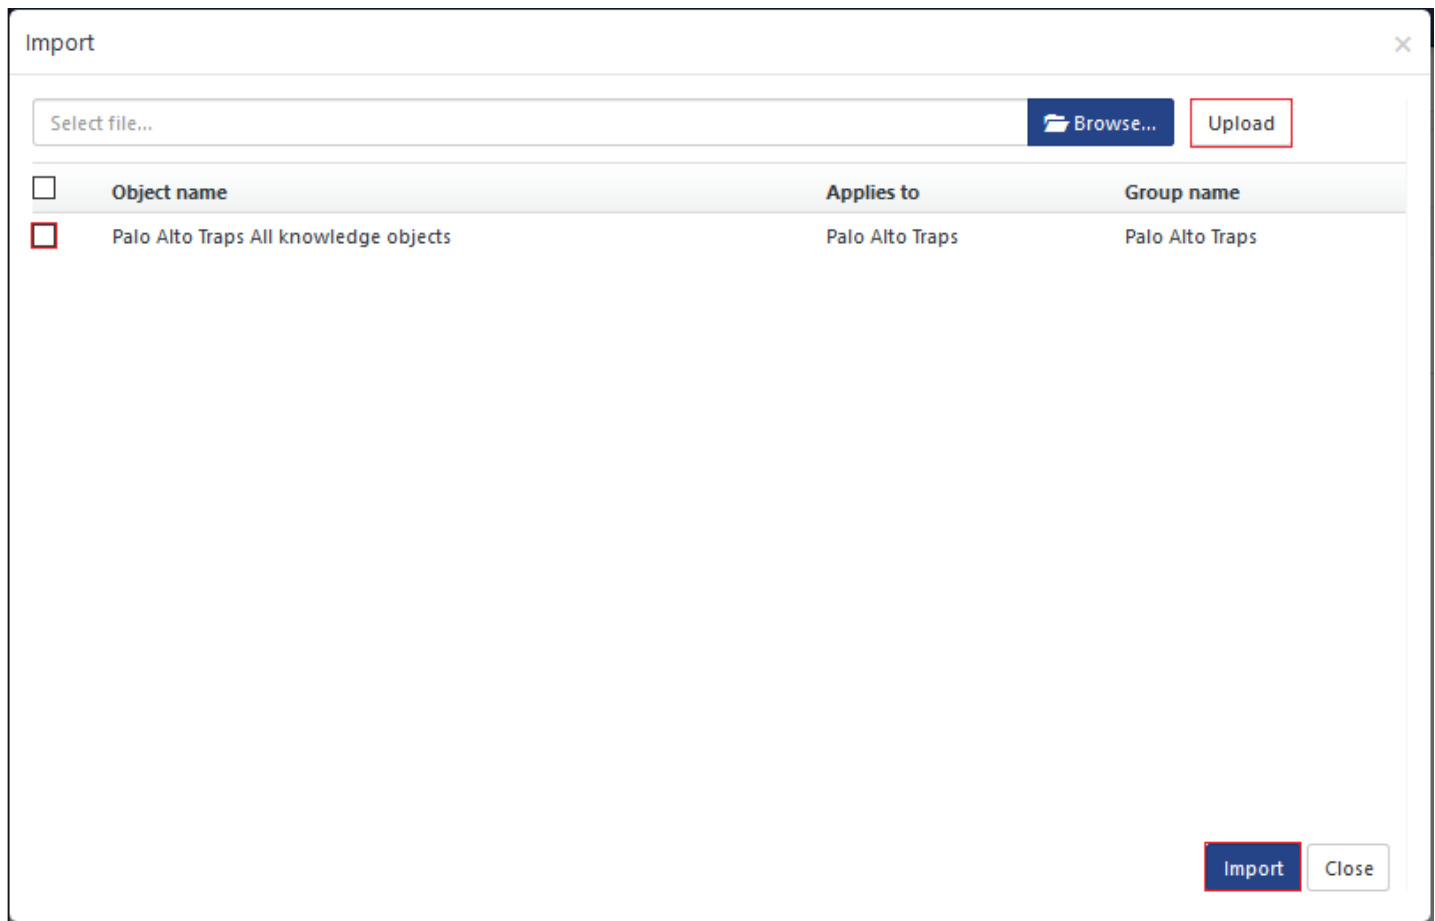 Import
Select file... Browse... Upload
Object name Applies to Group name
Palo Alto Traps All knowledge objects Palo Alto Traps Palo Alto Traps
Import Close